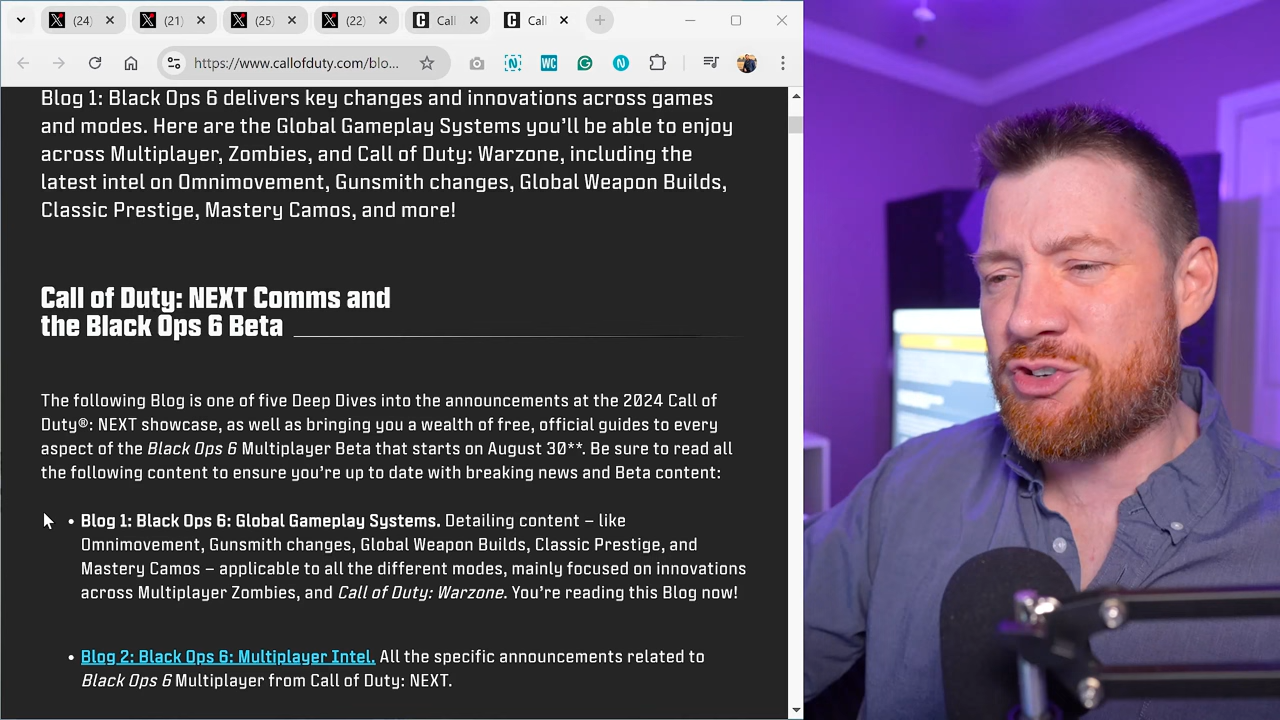 (24)
(21)
(25)
(22)
Call
Call
https://www.callofduty.com/blo...
WC
Blog 1: Black Ops 6 delivers key changes and innovations across games
and modes. Here are the Global Gameplay Systems you'll be able to enjoy
across Multiplayer, Zombies, and Call of Duty: Warzone, including the
latest intel on Omnimovement, Gunsmith changes, Global Weapon Builds,
Classic Prestige, Mastery Camos, and more!
Call of Duty: NEXT Comms and
the Black Ops 6 Beta
The following Blog is one of five Deep Dives into the announcements at the 2024 Call of
Duty®: NEXT showcase, as well as bringing you a wealth of free, official guides to every
aspect of the Black Ops 6 Multiplayer Beta that starts on August 30**. Be sure to read all
the following content to ensure you're up to date with breaking news and Beta content:
• Blog 1: Black Ops 6: Global Gameplay Systems. Detailing content – like
Omnimovement, Gunsmith changes, Global Weapon Builds, Classic Prestige, and
Mastery Camos – applicable to all the different modes, mainly focused on innovations
across Multiplayer Zombies, and Call of Duty: Warzone. You're reading this Blog now!
• Blog 2: Black Ops 6: Multiplayer Intel. All the specific announcements related to
Black Ops 6 Multiplayer from Call of Duty: NEXT.